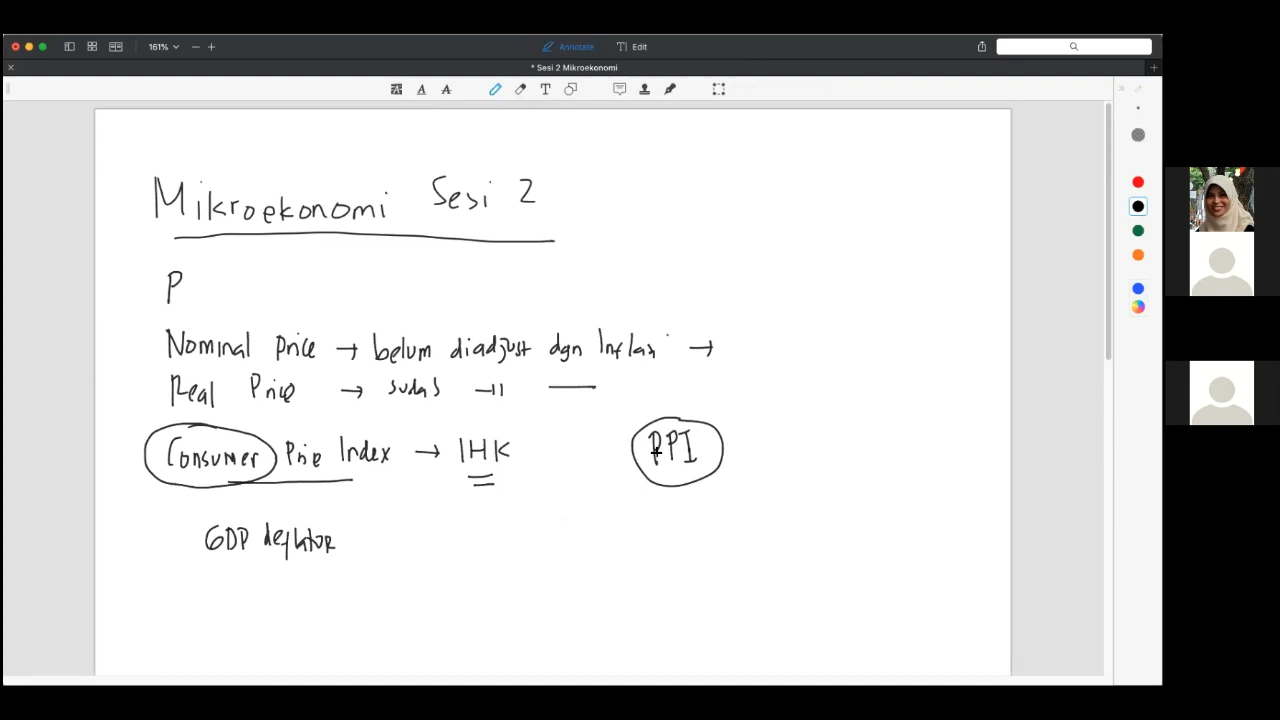 161%
Annotate
Edit
* Sesi 2 Mikroekonomi
Mikroekonomi Sesi 2
P
Nominal Price → belum diadjust dgn Inflasi →
Real Price → sudah –11 —
Consumer Price Index → IHK PPI
GDP deflator